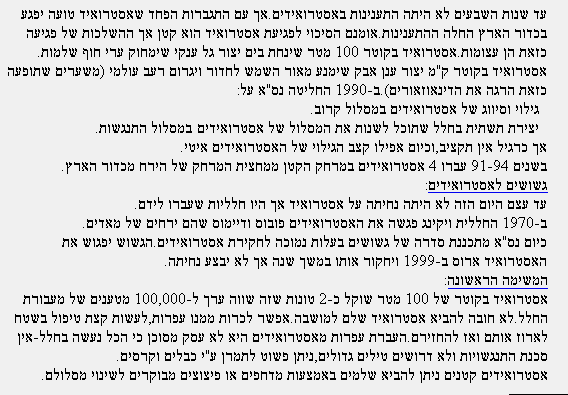 עד שנות השבעים לא היתה התענינות באסטרואידים.אך עם התגברות הפחד שאסטרואיד טועה יפגע
בכדור הארץ החלה ההתענינות.אומנם הסיכוי לפגיעת אסטרואיד הוא קטן אך ההשלכות של פגיעה
כזאת הן עצומות.אסטרואיד בקוטר 100 מטר שינחת בים יצור גל ענקי שימחוק ערי חוף שלמות.
אסטרואיד בקוטר ק"מ יצור ענן אבק שימנע מאור השמש לחדור ויגרום רעב עולמי (משערים שתופעה
כזאת הרגה את הדינאוזאורים).ב-1990 החליטה נס"א על:
גילוי וסיווג של אסטרואידים במסלול קרוב.
יצירת תשתית בחלל שתוכל לשנות את המסלול של אסטרואידים במסלול התנגשות.
אך כרגיל אין תקציב,וכיום אפילו קצב הגילוי של האסטרואידים איטי.
בשנים 91-94 עברו 4 אסטרואידים במרחק הקטן ממחצית המרחק של הירח מכדור הארץ.
גשושים לאסטרואידים:
עד עצם היום הזה לא היתה נחיתה על אסטרואיד אך היו חלליות שעברו לידם.
ב-1970 החללית ויקינג פגשה את האסטרואידים פובוס ודיימוס שהם ירחים של מאדים.
כיום נס"א מתכננת סדרה של גשושים בעלות נמוכה לחקירת אסטרואידים.הגשוש יפגוש את
האסטרואיד ארוס ב-1999 ויחקור אותו במשך שנה אך לא יבצע נחיתה.
המשימה הראשונה:
אסטרואיד בקוטר של 100 מטר שוקל כ-2 טונות שזה שווה ערך ל-100,000 מטענים של מעבורת
החלל.לא חובה להביא אסטרואיד שלם למושבה.אפשר לכרות ממנו עפרות,לעשות קצת טיפול בשטח
לארוז אותם ואז להחזירם.העברת עפרות מאסטרואידים היא לא עסק מסוכן כי הכל נעשה בחלל-אין
סכנת התנגשויות ולא דרושים טילים גדולים,ניתן פשוט לתמרן ע"י כבלים וקרסים.
אסטרואידים קטנים ניתן להביא שלמים באמצעות מדחפים או פיצוצים מבוקרים לשינוי מסלולם.